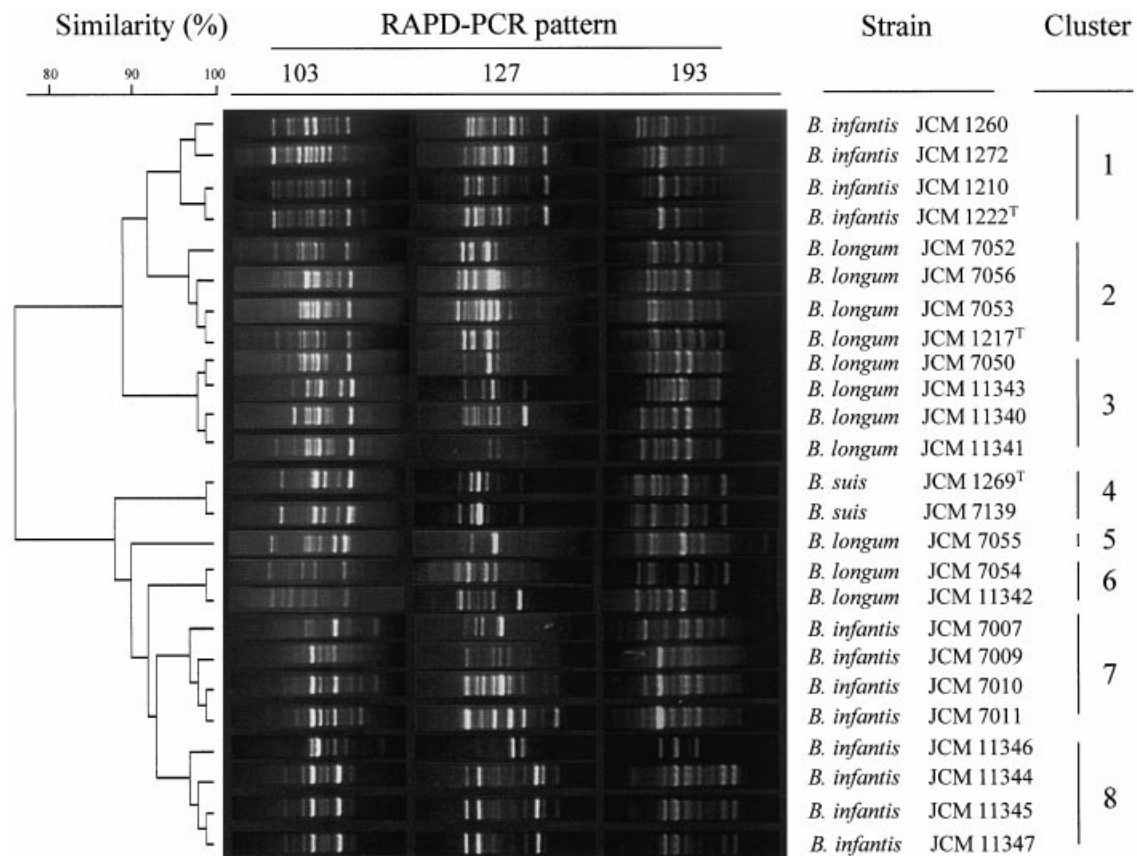 Similarity (%) RAPD-PCR pattern Strain Cluster
80 90 100 103 127 193
B. infantis JCM 1260
B. infantis JCM 1272
1
B. infantis JCM 1210
B. infantis JCM 1222ᵀ
B. longum JCM 7052
B. longum JCM 7056
2
B. longum JCM 7053
B. longum JCM 1217ᵀ
B. longum JCM 7050
B. longum JCM 11343
3
B. longum JCM 11340
B. longum JCM 11341
B. suis JCM 1269ᵀ
4
B. suis JCM 7139
B. longum JCM 7055 5
B. longum JCM 7054
6
B. longum JCM 11342
B. infantis JCM 7007
B. infantis JCM 7009
7
B. infantis JCM 7010
B. infantis JCM 7011
B. infantis JCM 11346
B. infantis JCM 11344
8
B. infantis JCM 11345
B. infantis JCM 11347